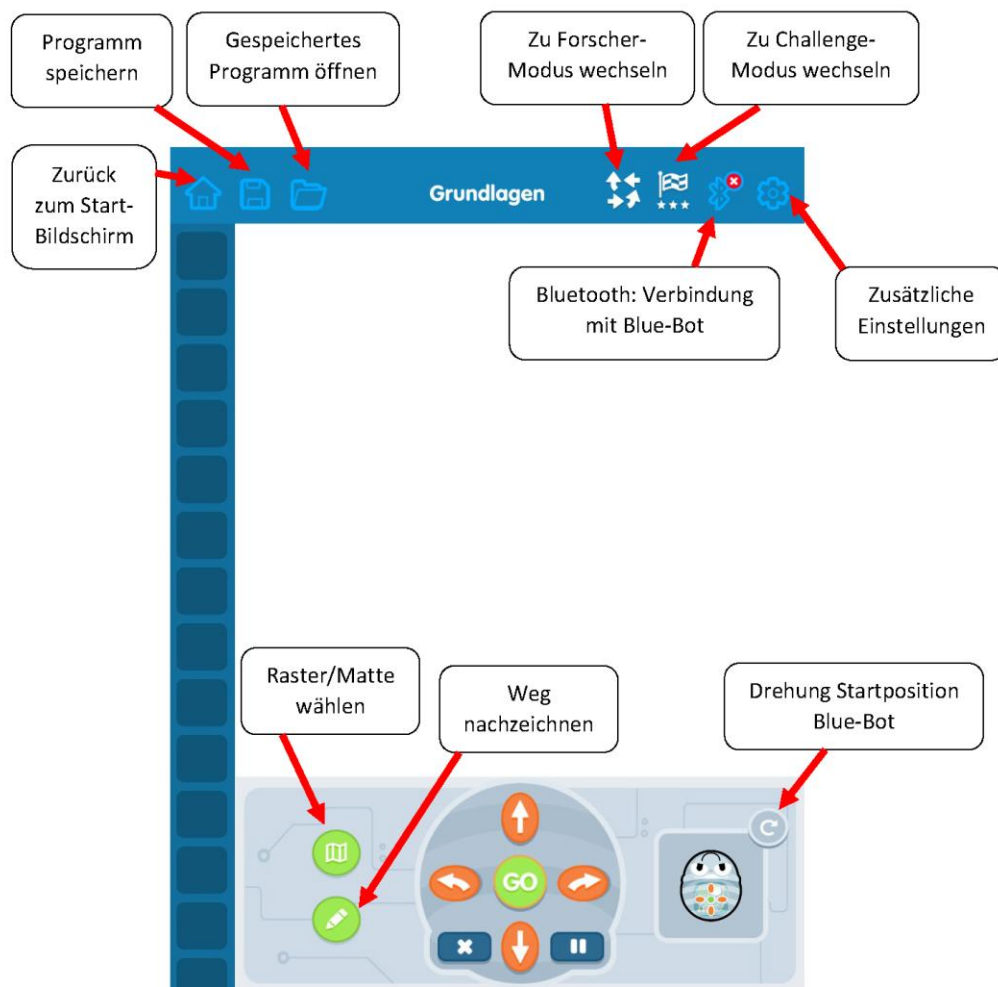 Programm
speichern
Gespeichertes
Programm öffnen
Zu Forscher-
Modus wechseln
Zu Challenge-
Modus wechseln
Zurück
zum Start-
Bildschirm
Grundlagen
Bluetooth: Verbindung
mit Blue-Bot
Zusätzliche
Einstellungen
Raster/Matte
wählen
Weg
nachzeichnen
Drehung Startposition
Blue-Bot
GO